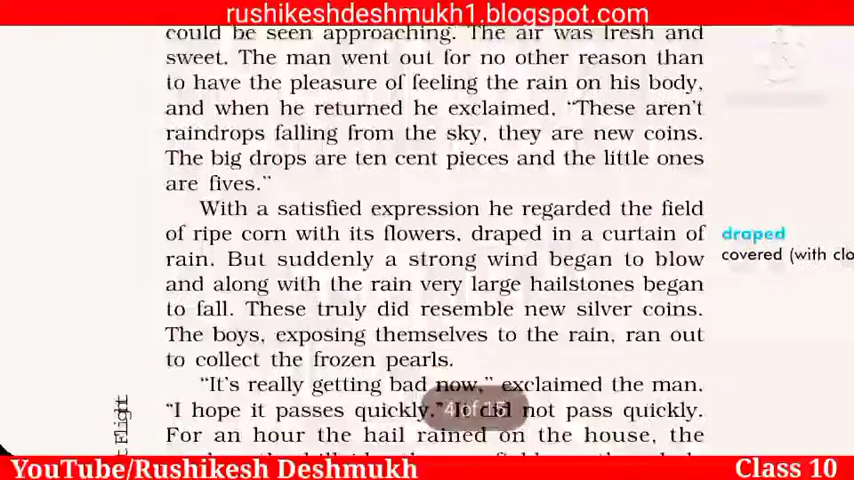 rushikeshdeshmukh1.blogspot.com
could be seen approaching. The air was fresh and
sweet. The man went out for no other reason than
to have the pleasure of feeling the rain on his body,
and when he returned he exclaimed, “These aren’t
raindrops falling from the sky, they are new coins.
The big drops are ten cent pieces and the little ones
are fives.”
With a satisfied expression he regarded the field
of ripe corn with its flowers, draped in a curtain of
rain. But suddenly a strong wind began to blow
and along with the rain very large hailstones began
to fall. These truly did resemble new silver coins.
The boys, exposing themselves to the rain, ran out
to collect the frozen pearls.
“It’s really getting bad now,” exclaimed the man.
“I hope it passes quickly.” It did not pass quickly.
For an hour the hail rained on the house, the
draped
covered (with clo
4 of 15
t Flight
YouTube/Rushikesh Deshmukh
Class 10